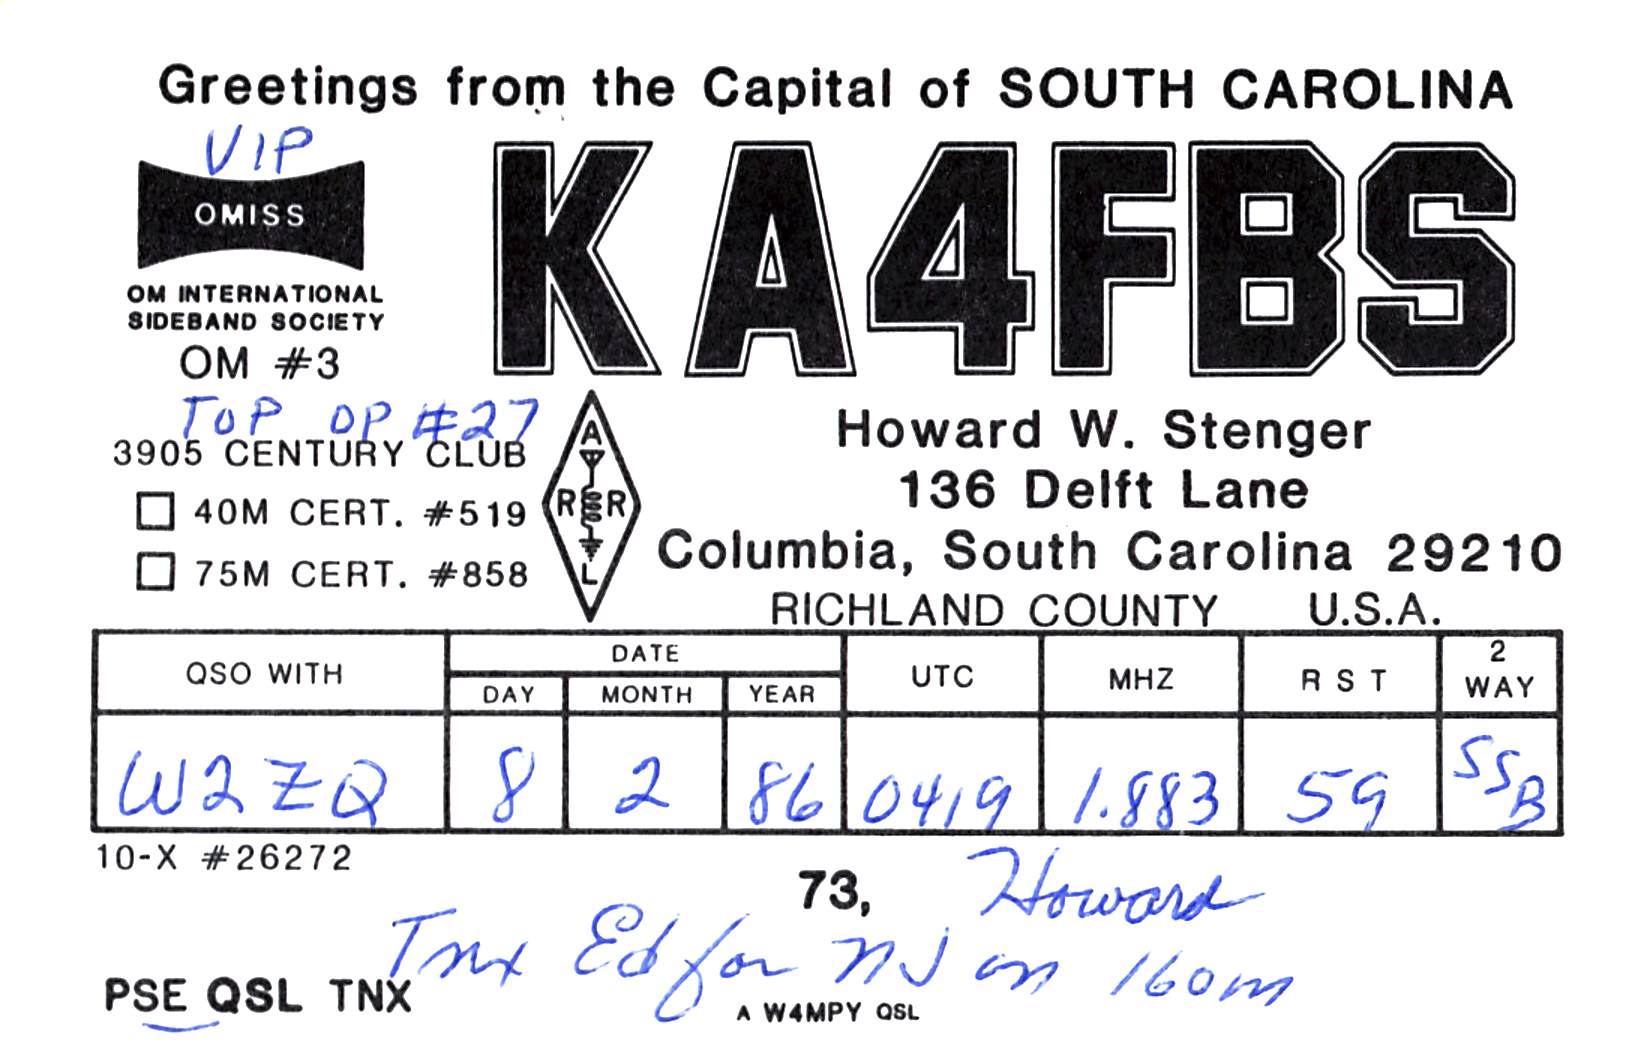 Greetings from the Capital of SOUTH CAROLINA
VIP
OMISS
KA4FBS
OM INTERNATIONAL
SIDEBAND SOCIETY
OM #3
TOP OP #27
3905 CENTURY CLUB
40M CERT. #519
75M CERT. #858
A
R R
L
Howard W. Stenger
136 Delft Lane
Columbia, South Carolina 29210
RICHLAND COUNTY U.S.A.
QSO WITH DATE UTC MHZ RST 2 WAY
DAY MONTH YEAR
W2ZQ 8 2 86 0419 1.883 59 SSB
10-X #26272
73, Howard
Tnx Ed for NJ on 160m
PSE QSL TNX
A W4MPY QSL